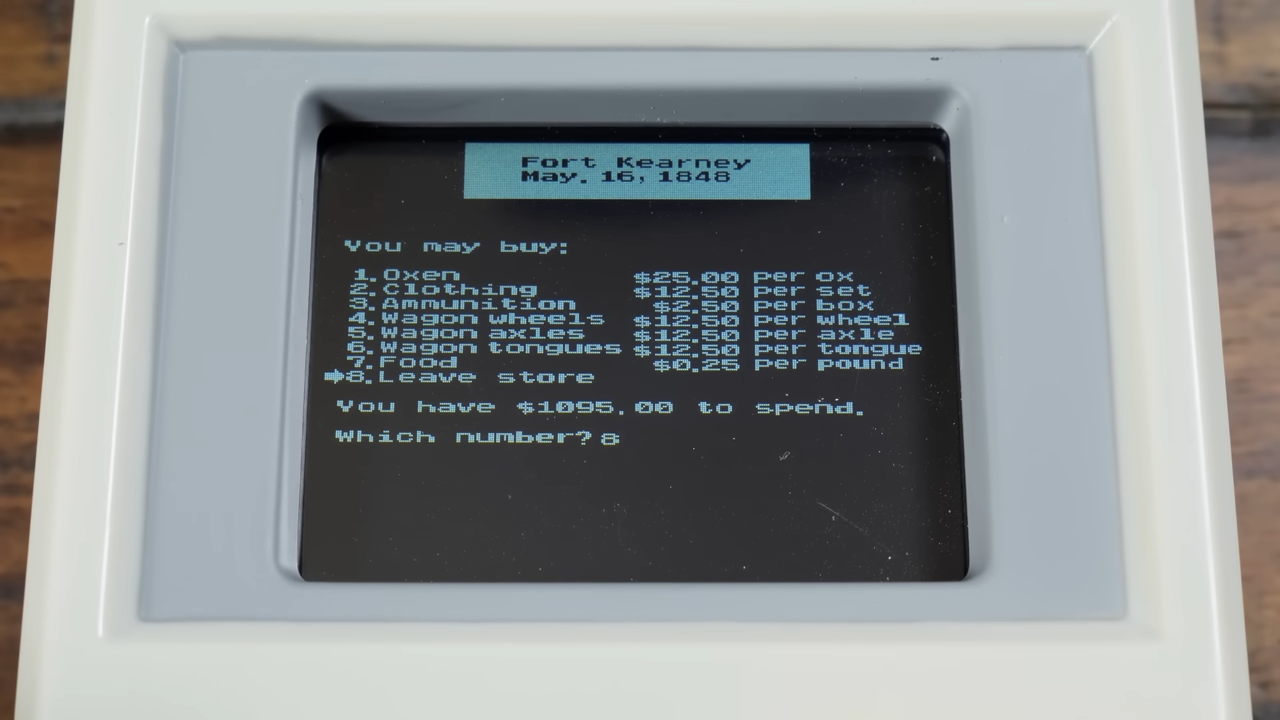 Fort Kearney
May. 16, 1848
You may buy:
1. Oxen $25.00 per ox
2. Clothing $12.50 per set
3. Ammunition $2.50 per box
4. Wagon wheels $12.50 per wheel
5. Wagon axles $12.50 per axle
6. Wagon tongues $12.50 per tongue
7. Food $0.25 per pound
8. Leave store
You have $1095.00 to spend.
Which number? 8